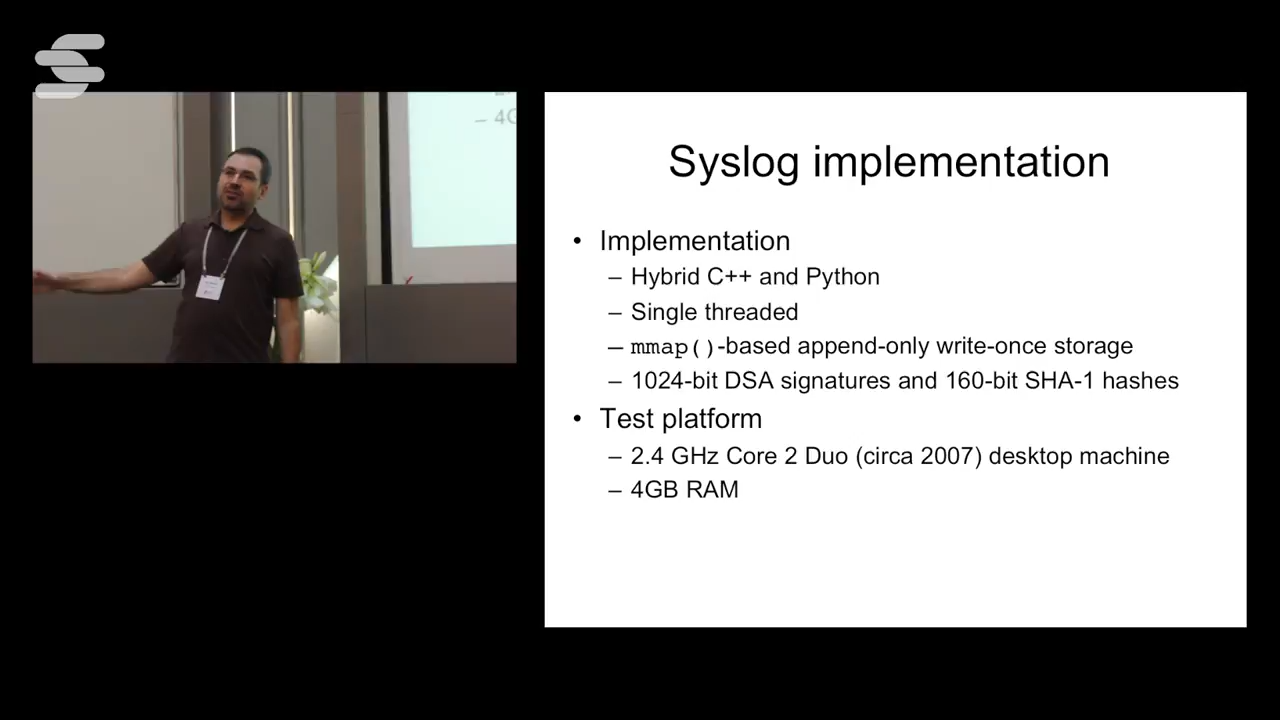 – 4G
Syslog implementation
• Implementation
– Hybrid C++ and Python
– Single threaded
– mmap()-based append-only write-once storage
– 1024-bit DSA signatures and 160-bit SHA-1 hashes
• Test platform
– 2.4 GHz Core 2 Duo (circa 2007) desktop machine
– 4GB RAM